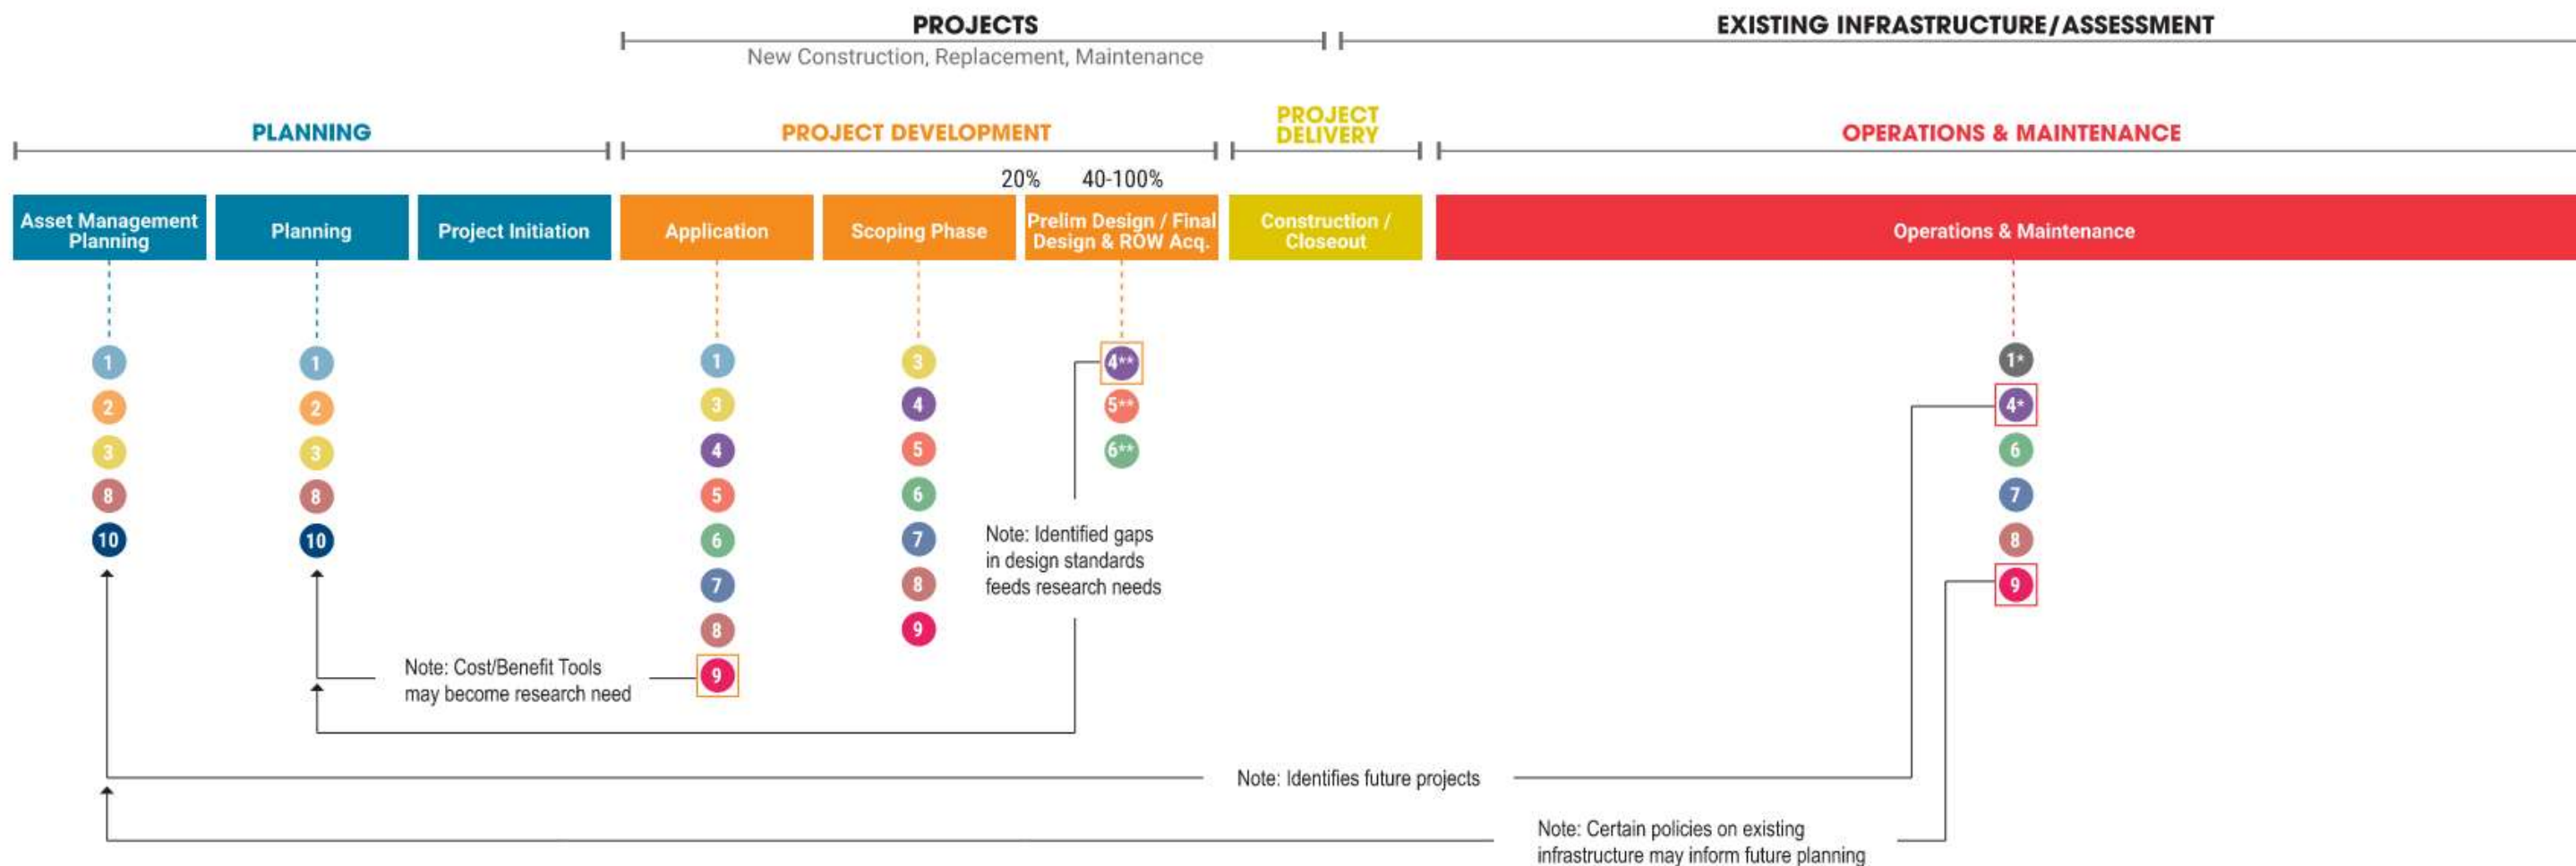 PROJECTS
New Construction, Replacement, Maintenance
EXISTING INFRASTRUCTURE/ASSESSMENT
PLANNING
PROJECT DEVELOPMENT
PROJECT
DELIVERY
OPERATIONS & MAINTENANCE
20%
40-100%
Asset Management
Planning
Planning
Project Initiation
Application
Scoping Phase
Prelim Design / Final
Design & ROW Acq.
Construction /
Closeout
Operations & Maintenance
1
2
3
8
10
1
2
3
8
10
1
3
4
5
6
7
8
9
3
4
5
6
7
8
9
4**
5**
6**
1*
4*
6
7
8
9
Note: Identified gaps
in design standards
feeds research needs
Note: Cost/Benefit Tools
may become research need
Note: Identifies future projects
Note: Certain policies on existing
infrastructure may inform future planning